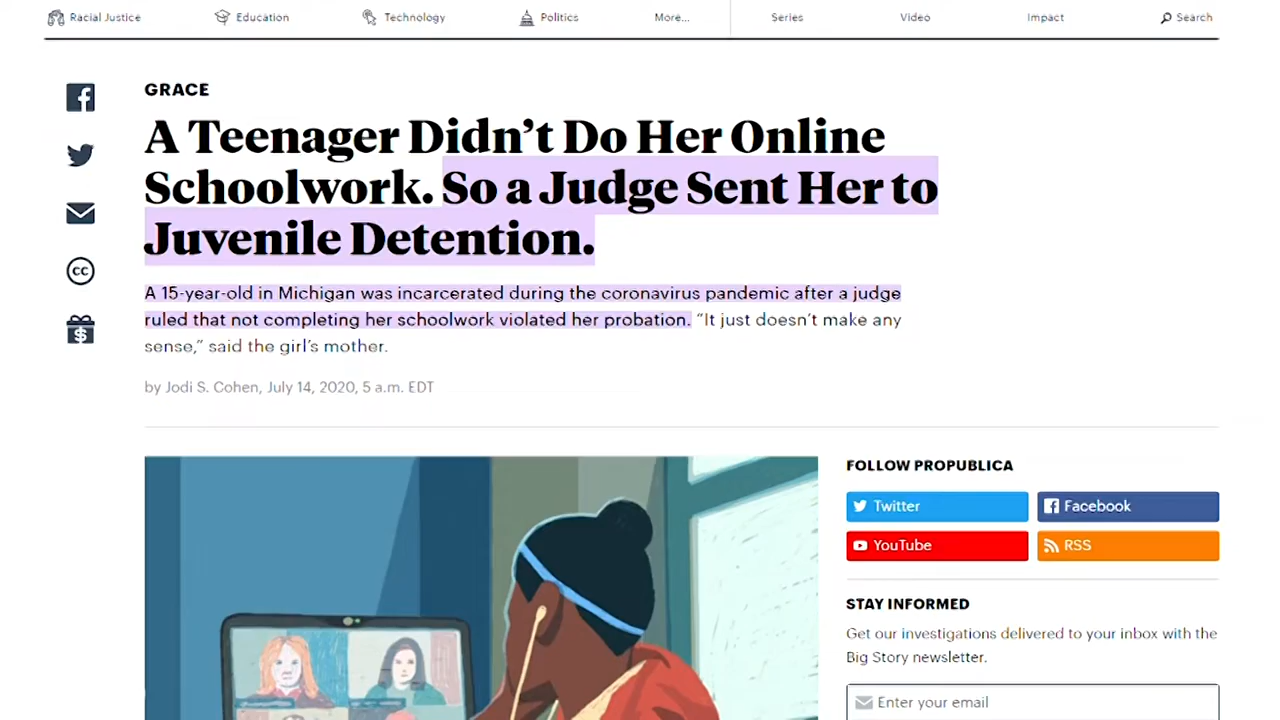 Racial Justice
Education
Technology
Politics
More...
Series
Video
Impact
Search
GRACE
A Teenager Didn’t Do Her Online
Schoolwork. So a Judge Sent Her to
Juvenile Detention.
A 15-year-old in Michigan was incarcerated during the coronavirus pandemic after a judge
ruled that not completing her schoolwork violated her probation. “It just doesn’t make any
sense,” said the girl’s mother.
by Jodi S. Cohen, July 14, 2020, 5 a.m. EDT
FOLLOW PROPUBLICA
Twitter
Facebook
YouTube
RSS
STAY INFORMED
Get our investigations delivered to your inbox with the
Big Story newsletter.
Enter your email